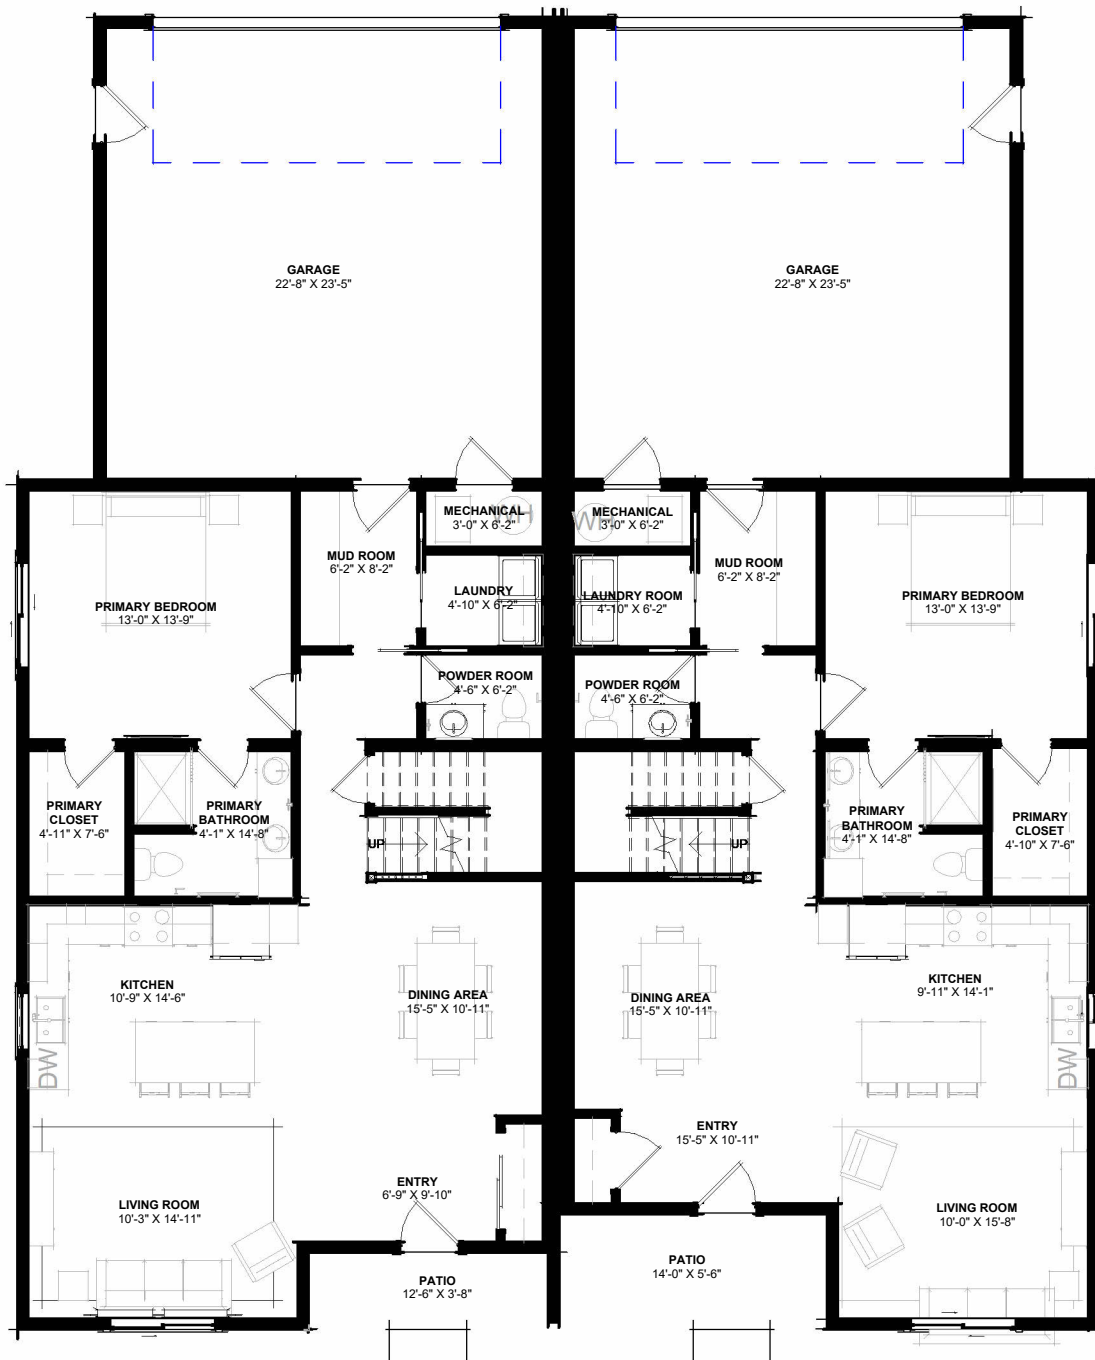 GARAGE
22'-8" X 23'-5"
GARAGE
22'-8" X 23'-5"
MECHANICAL
3'-0" X 6'-2"
WH
MECHANICAL
3'-0" X 6'-2"
WH
MUD ROOM
6'-2" X 8'-2"
MUD ROOM
6'-2" X 8'-2"
LAUNDRY
4'-10" X 6'-2"
LAUNDRY ROOM
4'-10" X 6'-2"
PRIMARY BEDROOM
13'-0" X 13'-9"
PRIMARY BEDROOM
13'-0" X 13'-9"
POWDER ROOM
4'-6" X 6'-2"
POWDER ROOM
4'-6" X 6'-2"
PRIMARY
CLOSET
4'-11" X 7'-6"
PRIMARY
BATHROOM
4'-1" X 14'-8"
UP
UP
PRIMARY
BATHROOM
4'-1" X 14'-8"
PRIMARY
CLOSET
4'-10" X 7'-6"
KITCHEN
10'-9" X 14'-6"
DINING AREA
15'-5" X 10'-11"
DINING AREA
15'-5" X 10'-11"
KITCHEN
9'-11" X 14'-1"
DW
DW
ENTRY
15'-5" X 10'-11"
ENTRY
6'-9" X 9'-10"
LIVING ROOM
10'-3" X 14'-11"
LIVING ROOM
10'-0" X 15'-8"
PATIO
12'-6" X 3'-8"
PATIO
14'-0" X 5'-6"